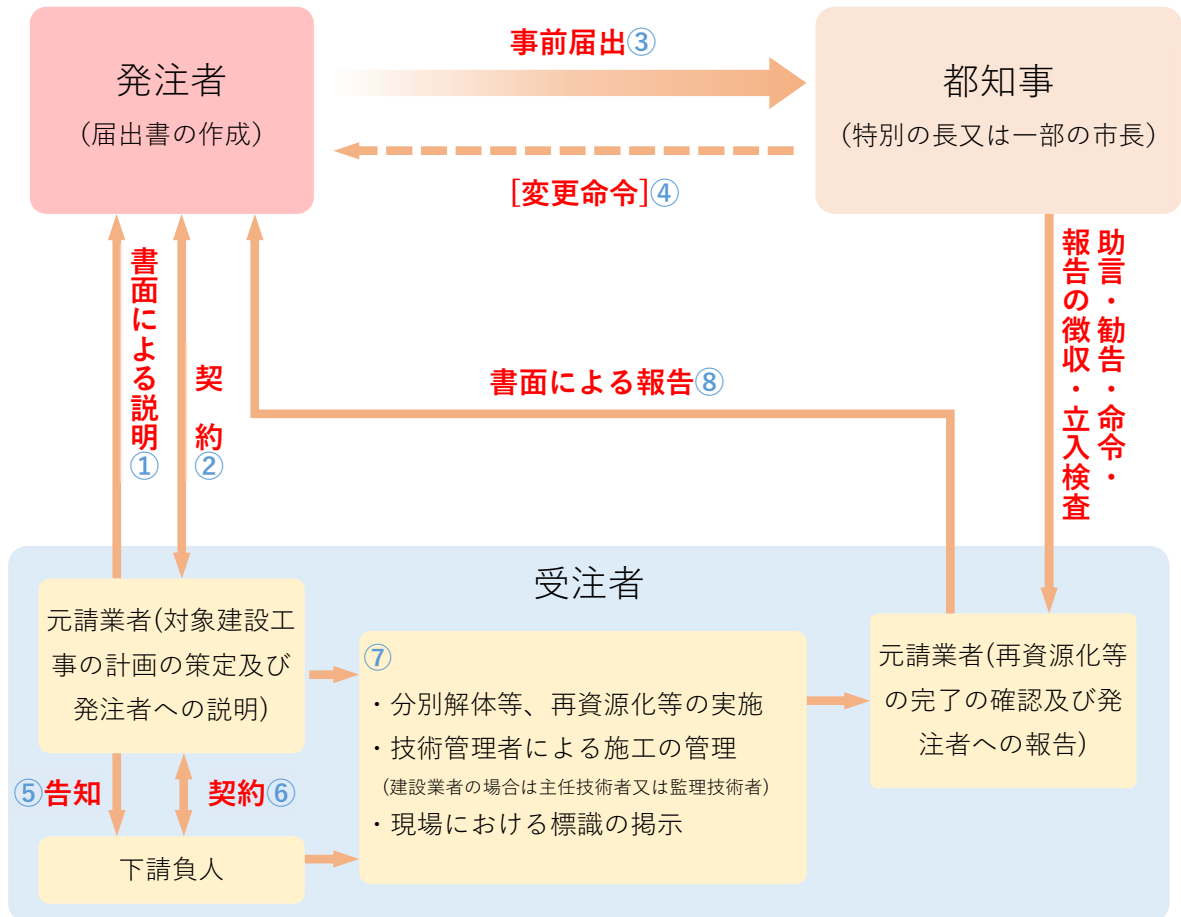 発注者
(届出書の作成)
事前届出③
都知事
(特別の長又は一部の市長)
[変更命令]④
書面による説明①
契　約②
書面による報告⑧
助言・勧告・命令・
報告の徴収・立入検査
受注者
元請業者(対象建設工
事の計画の策定及び
発注者への説明)
⑤告知
契約⑥
下請負人
⑦
・分別解体等、再資源化等の実施
・技術管理者による施工の管理
(建設業者の場合は主任技術者又は監理技術者)
・現場における標識の掲示
元請業者(再資源化等
の完了の確認及び発
注者への報告)